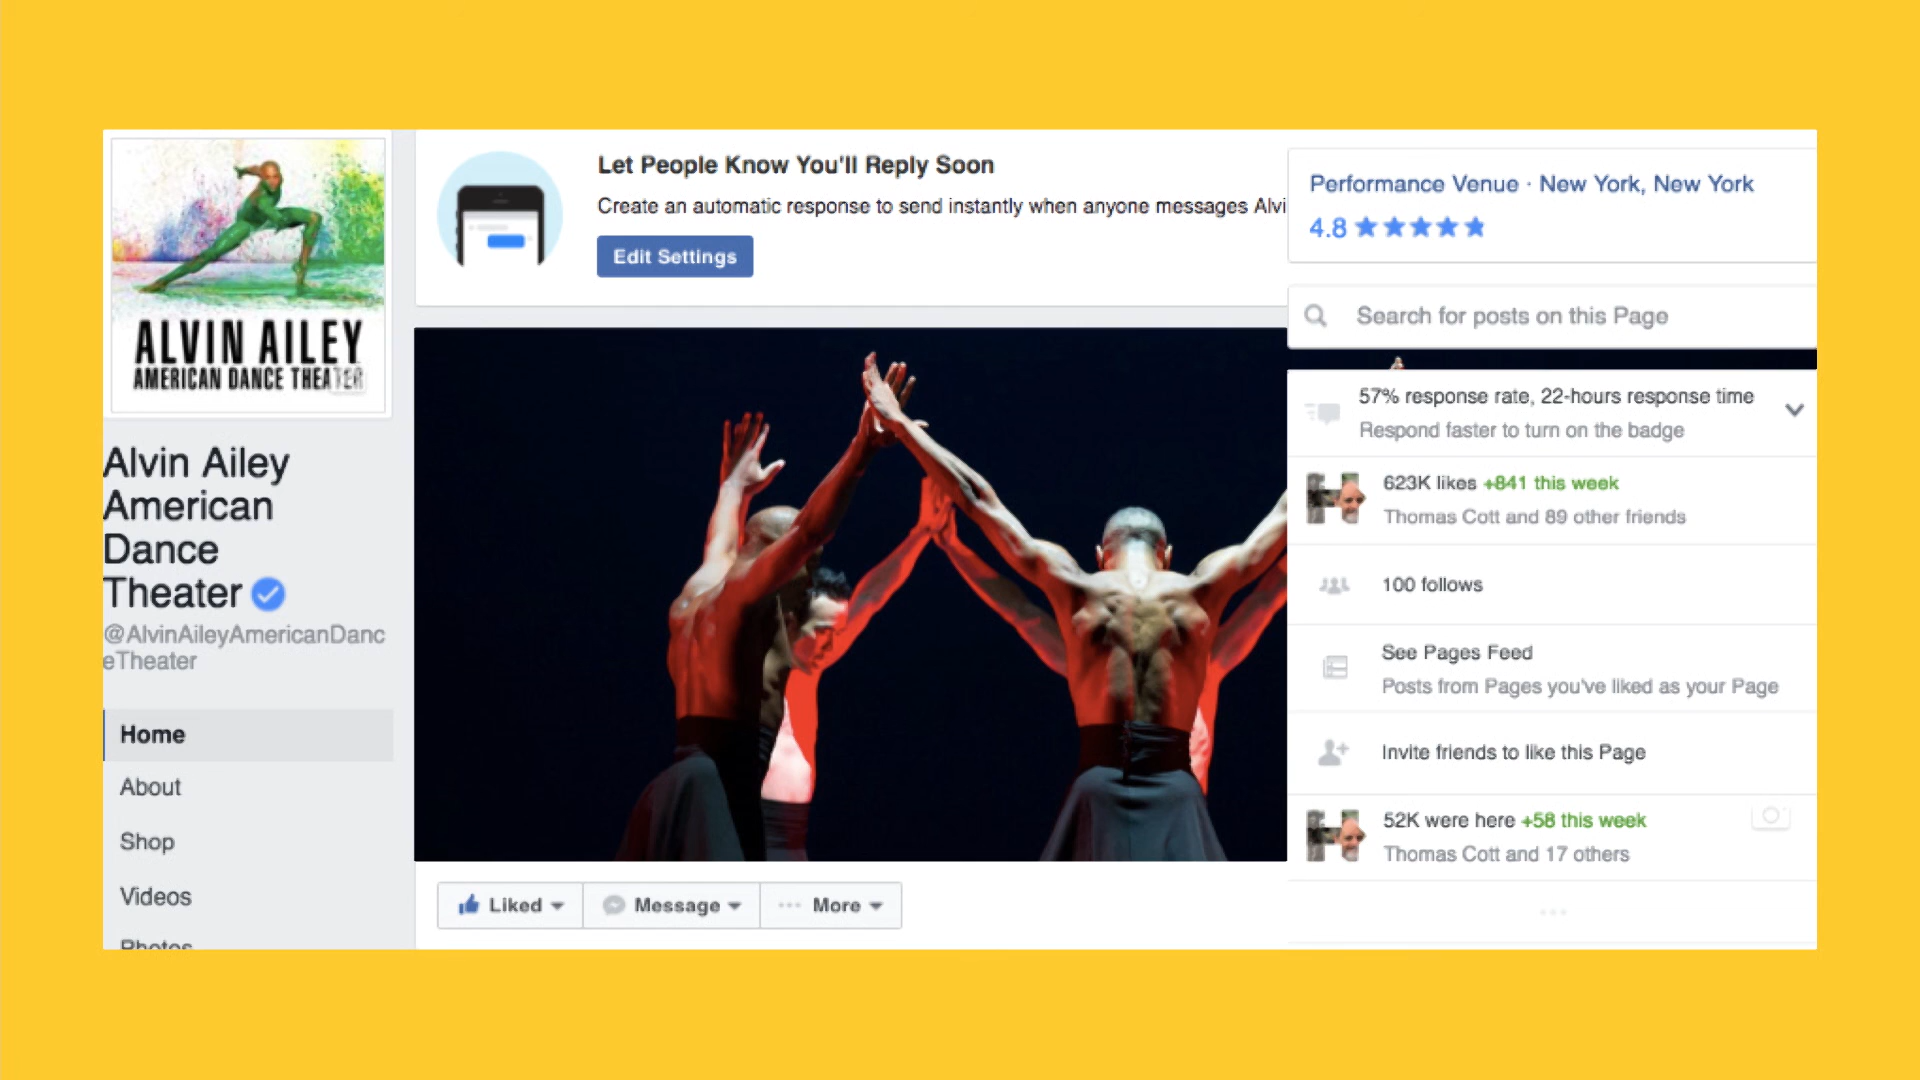 ALVIN AILEY
AMERICAN DANCE THEATER
Alvin Ailey
American
Dance
Theater
@AlvinAileyAmericanDanc
eTheater
Home
About
Shop
Videos
Photos
Let People Know You'll Reply Soon
Create an automatic response to send instantly when anyone messages Alvi
Edit Settings
Liked
Message
More
Performance Venue · New York, New York
4.8
Search for posts on this Page
57% response rate, 22-hours response time
Respond faster to turn on the badge
623K likes +841 this week
Thomas Cott and 89 other friends
100 follows
See Pages Feed
Posts from Pages you've liked as your Page
Invite friends to like this Page
52K were here +58 this week
Thomas Cott and 17 others